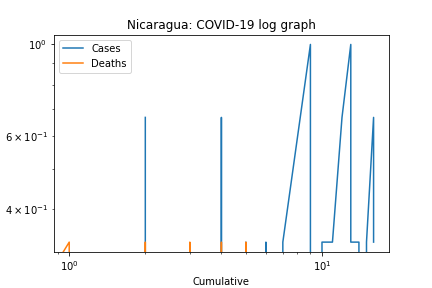 Nicaragua: COVID-19 log graph
10⁰
Cases
Deaths
6 × 10⁻¹
4 × 10⁻¹
10⁰
10¹
Cumulative